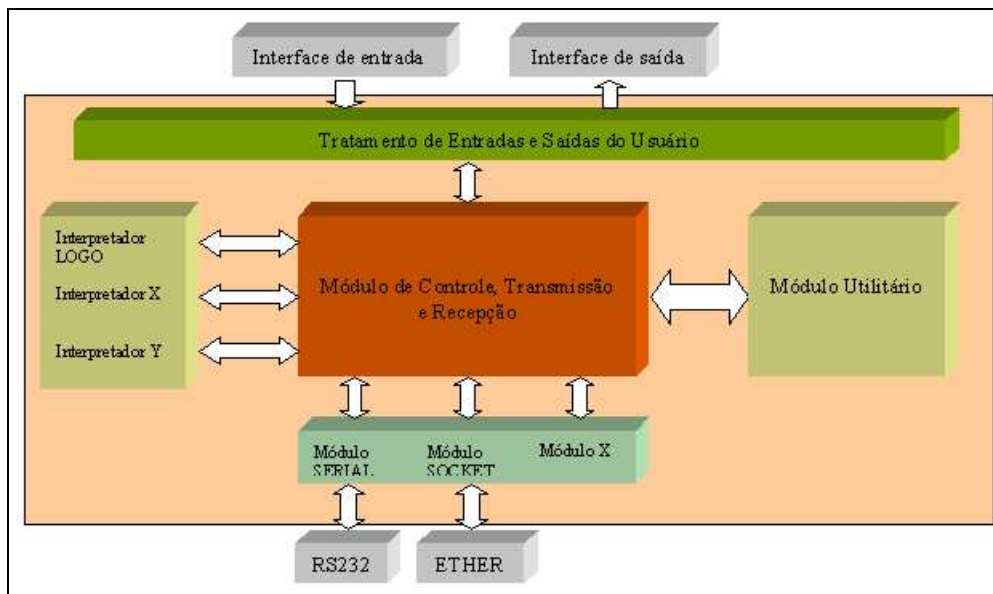 Interface de entrada
Interface de saída
Tratamento de Entradas e Saídas do Usuário
Interpretador
LOGO
Interpretador X
Interpretador Y
Módulo de Controle, Transmissão
e Recepção
Módulo Utilitário
Módulo
SERIAL
Módulo
SOCKET
Módulo X
RS232
ETHER